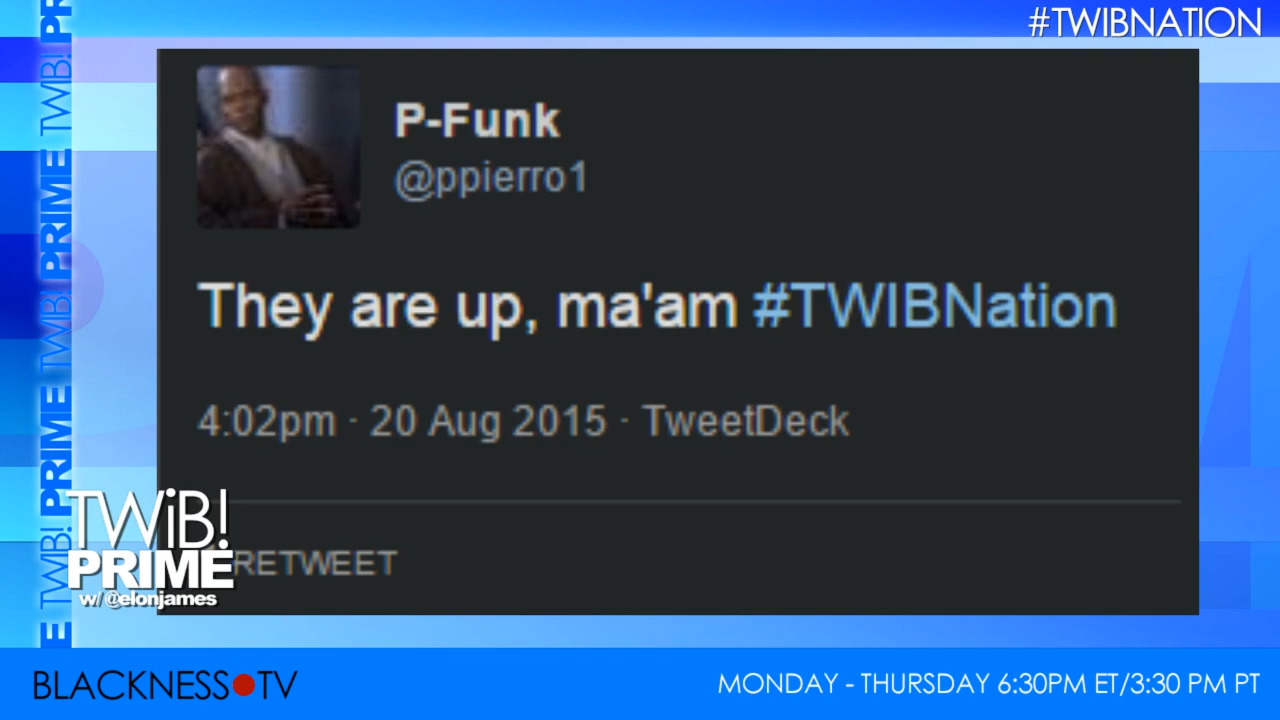 #TWIBNATION
P-Funk
@ppierro1
They are up, ma'am #TWIBNation
4:02pm · 20 Aug 2015 · TweetDeck
RETWEET
TWiB!
PRIME
w/ @elonjames
PR
TWIB! PRIME TWIB! PRIME TWIB! PRIME TWIB!
E
BLACKNESS TV
MONDAY - THURSDAY 6:30PM ET/3:30 PM PT